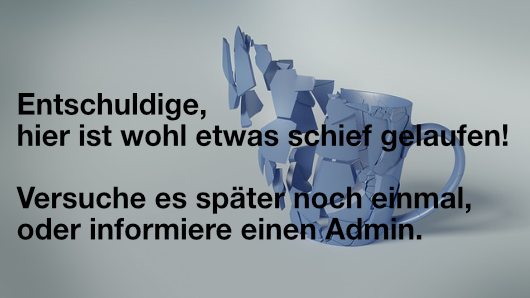 Entschuldige,
hier ist wohl etwas schief gelaufen!
Versuche es später noch einmal,
oder informiere einen Admin.